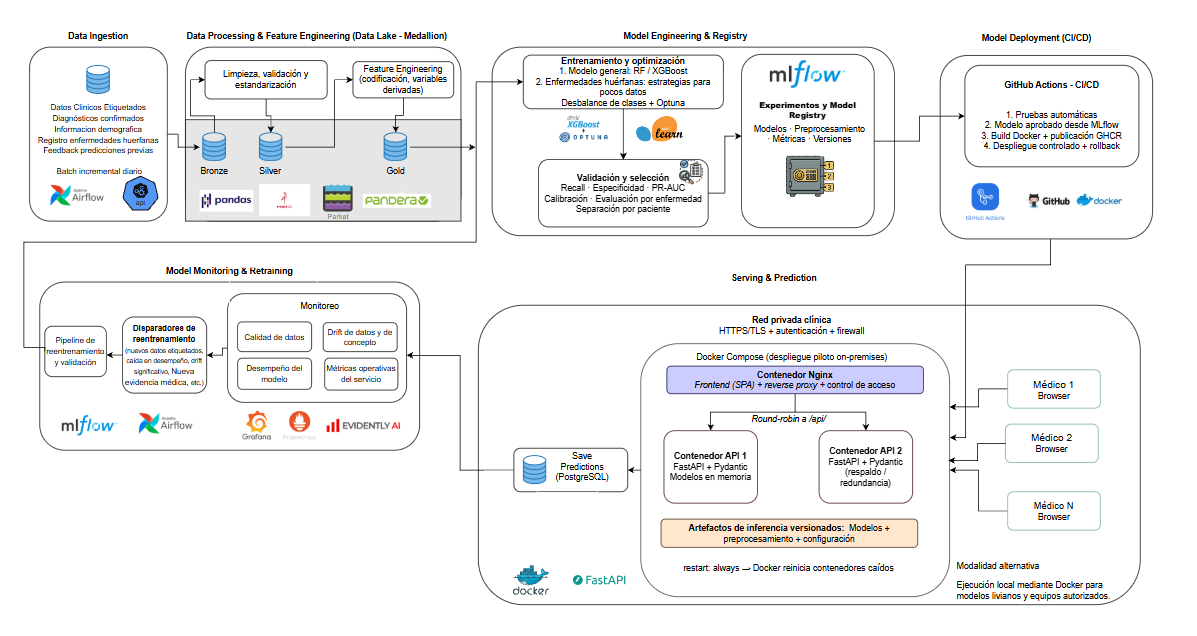 Data Ingestion
Datos Clinicos Etiquetados
Diagnósticos confirmados
Informacion demografica
Registro enfermedades huerfanas
Feedback predicciones previas
Batch incremental diario
Apache
Airflow
api
Data Processing & Feature Engineering (Data Lake - Medallion)
Limpieza, validación y
estandarización
Feature Engineering
(codificación, variables
derivadas)
Bronze
Silver
Gold
pandas
Parket
PANDERA
Model Engineering & Registry
Entrenamiento y optimización
1. Modelo general: RF / XGBoost
2. Enfermedades huérfanas: estrategias para
pocos datos
Desbalance de clases + Optuna
dmlc
XGBoost
+
OPTUNA
learn
Validación y selección
Recall · Especificidad · PR-AUC
Calibración · Evaluación por enfermedad
Separación por paciente
mlflow
Experimentos y Model
Registry
Modelos · Preprocesamiento
· Métricas · Versiones
1
2
3
Model Deployment (CI/CD)
GitHub Actions - CI/CD
1. Pruebas automáticas
2. Modelo aprobado desde MLflow
3. Build Docker + publicación GHCR
4. Despliegue controlado + rollback
GitHub Actions
GitHub
docker
Model Monitoring & Retraining
Monitoreo
Calidad de datos
Drift de datos y de
concepto
Desempeño del
modelo
Métricas operativas
del servicio
Disparadores de
reentrenamiento
(nuevos datos etiquetados,
caída en desempeño, drift
significativo, Nueva
evidencia médica, etc.)
Pipeline de
reentrenamiento
y validación
mlflow
Apache
Airflow
Grafana
Prometheus
EVIDENTLY AI
Serving & Prediction
Red privada clínica
HTTPS/TLS + autenticación + firewall
Docker Compose (despliegue piloto on-premises)
Contenedor Nginx
Frontend (SPA) + reverse proxy + control de acceso
Round-robin a /api/
Contenedor API 1
FastAPI + Pydantic
Modelos en memoria
Contenedor API 2
FastAPI + Pydantic
(respaldo /
redundancia)
Artefactos de inferencia versionados: Modelos +
preprocesamiento + configuración
restart: always → Docker reinicia contenedores caídos
Save
Predictions
(PostgreSQL)
docker
FastAPI
Médico 1
Browser
Médico 2
Browser
Médico N
Browser
Modalidad alternativa
Ejecución local mediante Docker para
modelos livianos y equipos autorizados.